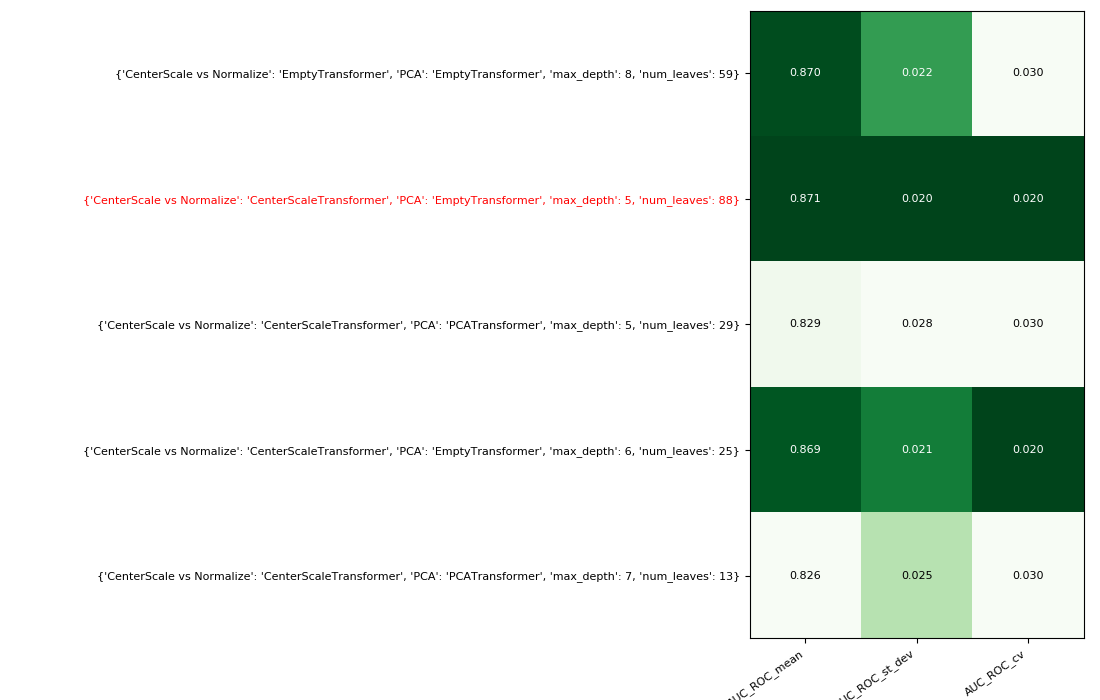 {'CenterScale vs Normalize': 'EmptyTransformer', 'PCA': 'EmptyTransformer', 'max_depth': 8, 'num_leaves': 59} 0.870 0.022 0.030
{'CenterScale vs Normalize': 'CenterScaleTransformer', 'PCA': 'EmptyTransformer', 'max_depth': 5, 'num_leaves': 88} 0.871 0.020 0.020
{'CenterScale vs Normalize': 'CenterScaleTransformer', 'PCA': 'PCATransformer', 'max_depth': 5, 'num_leaves': 29} 0.829 0.028 0.030
{'CenterScale vs Normalize': 'CenterScaleTransformer', 'PCA': 'EmptyTransformer', 'max_depth': 6, 'num_leaves': 25} 0.869 0.021 0.020
{'CenterScale vs Normalize': 'CenterScaleTransformer', 'PCA': 'PCATransformer', 'max_depth': 7, 'num_leaves': 13} 0.826 0.025 0.030
UC_ROC_mean UC_ROC_st_dev AUC_ROC_cv